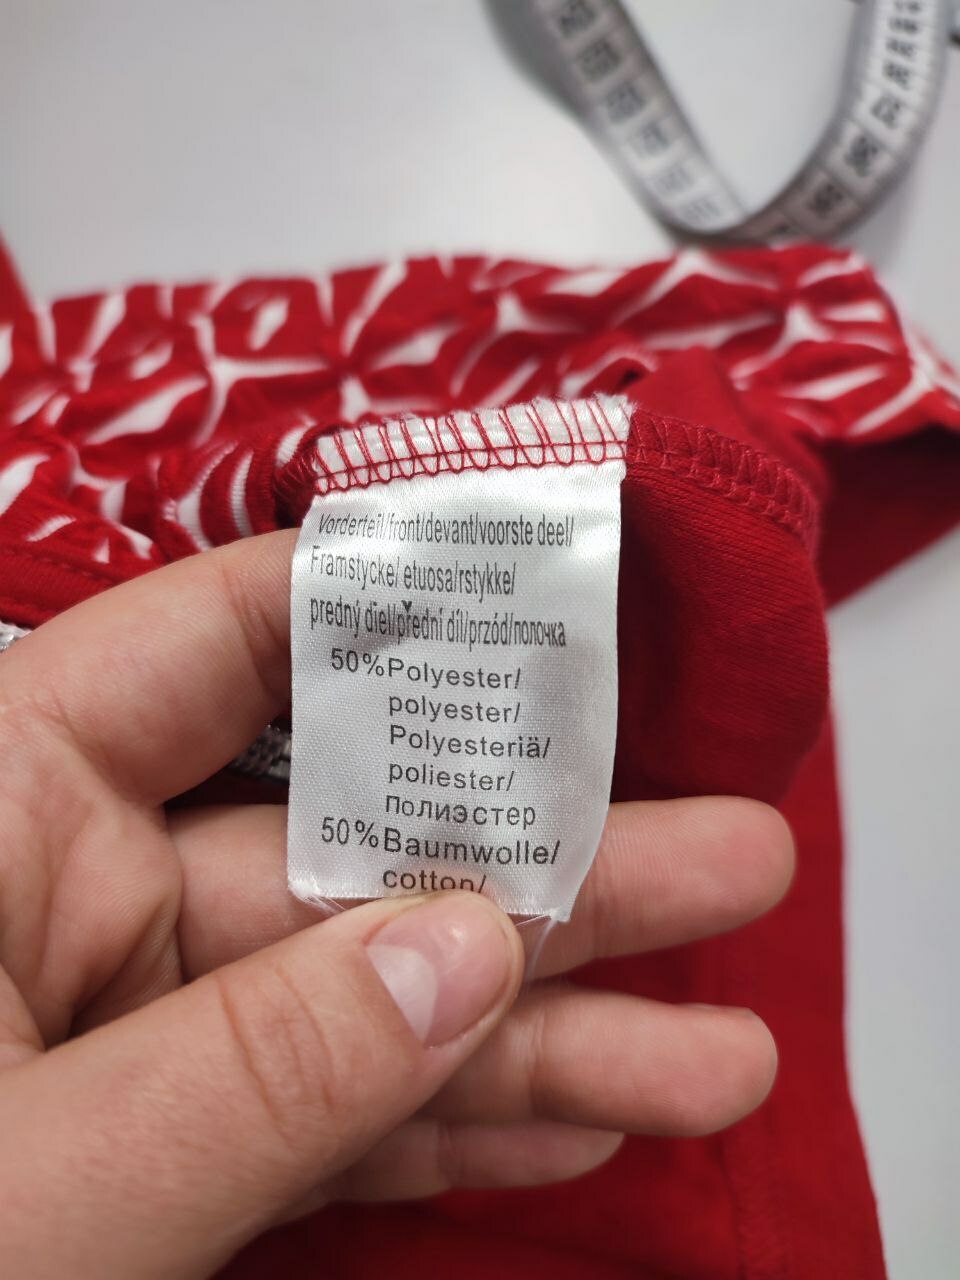 Vorderteil/front/devant/voorste deel/
Framstycke/ etuosa/rstykke/
predný diel/přední díl/przód/полочка
50%Polyester/
polyester/
Polyesteriä/
poliester/
полиэстер
50%Baumwolle/
cotton/